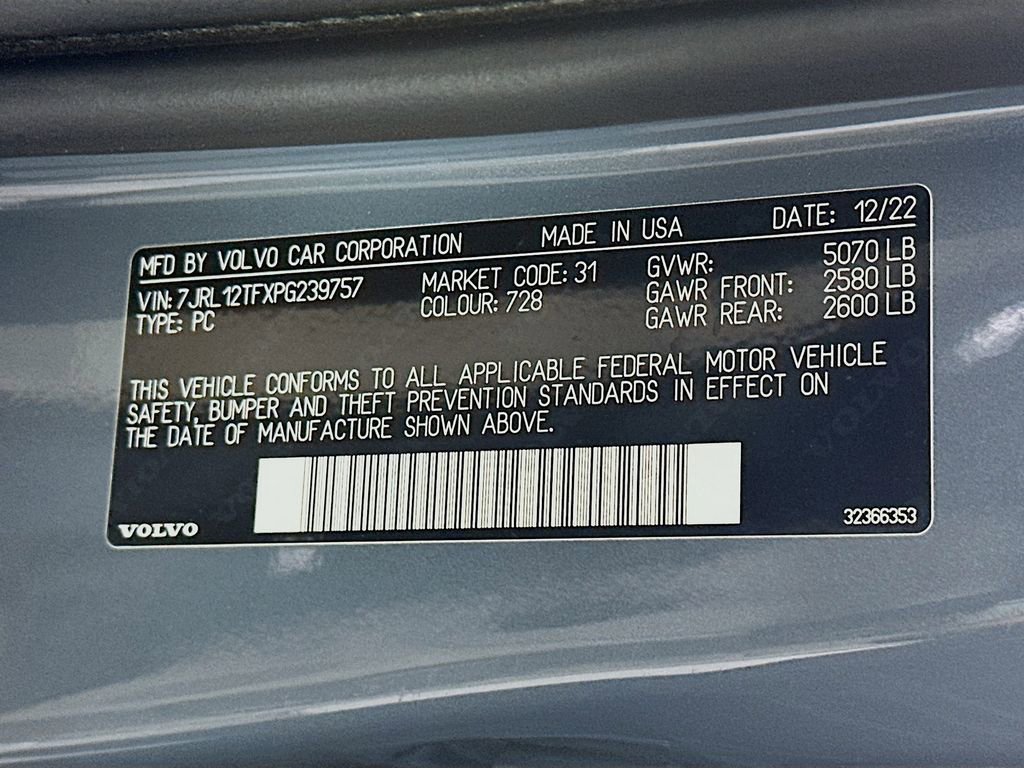 MFD BY VOLVO CAR CORPORATION MADE IN USA DATE: 12/22
VIN: 7JRL12TFXPG239757 MARKET CODE: 31 GVWR: 5070 LB
TYPE: PC COLOUR: 728 GAWR FRONT: 2580 LB
GAWR REAR: 2600 LB
THIS VEHICLE CONFORMS TO ALL APPLICABLE FEDERAL MOTOR VEHICLE
SAFETY, BUMPER AND THEFT PREVENTION STANDARDS IN EFFECT ON
THE DATE OF MANUFACTURE SHOWN ABOVE.
VOLVO 32366353